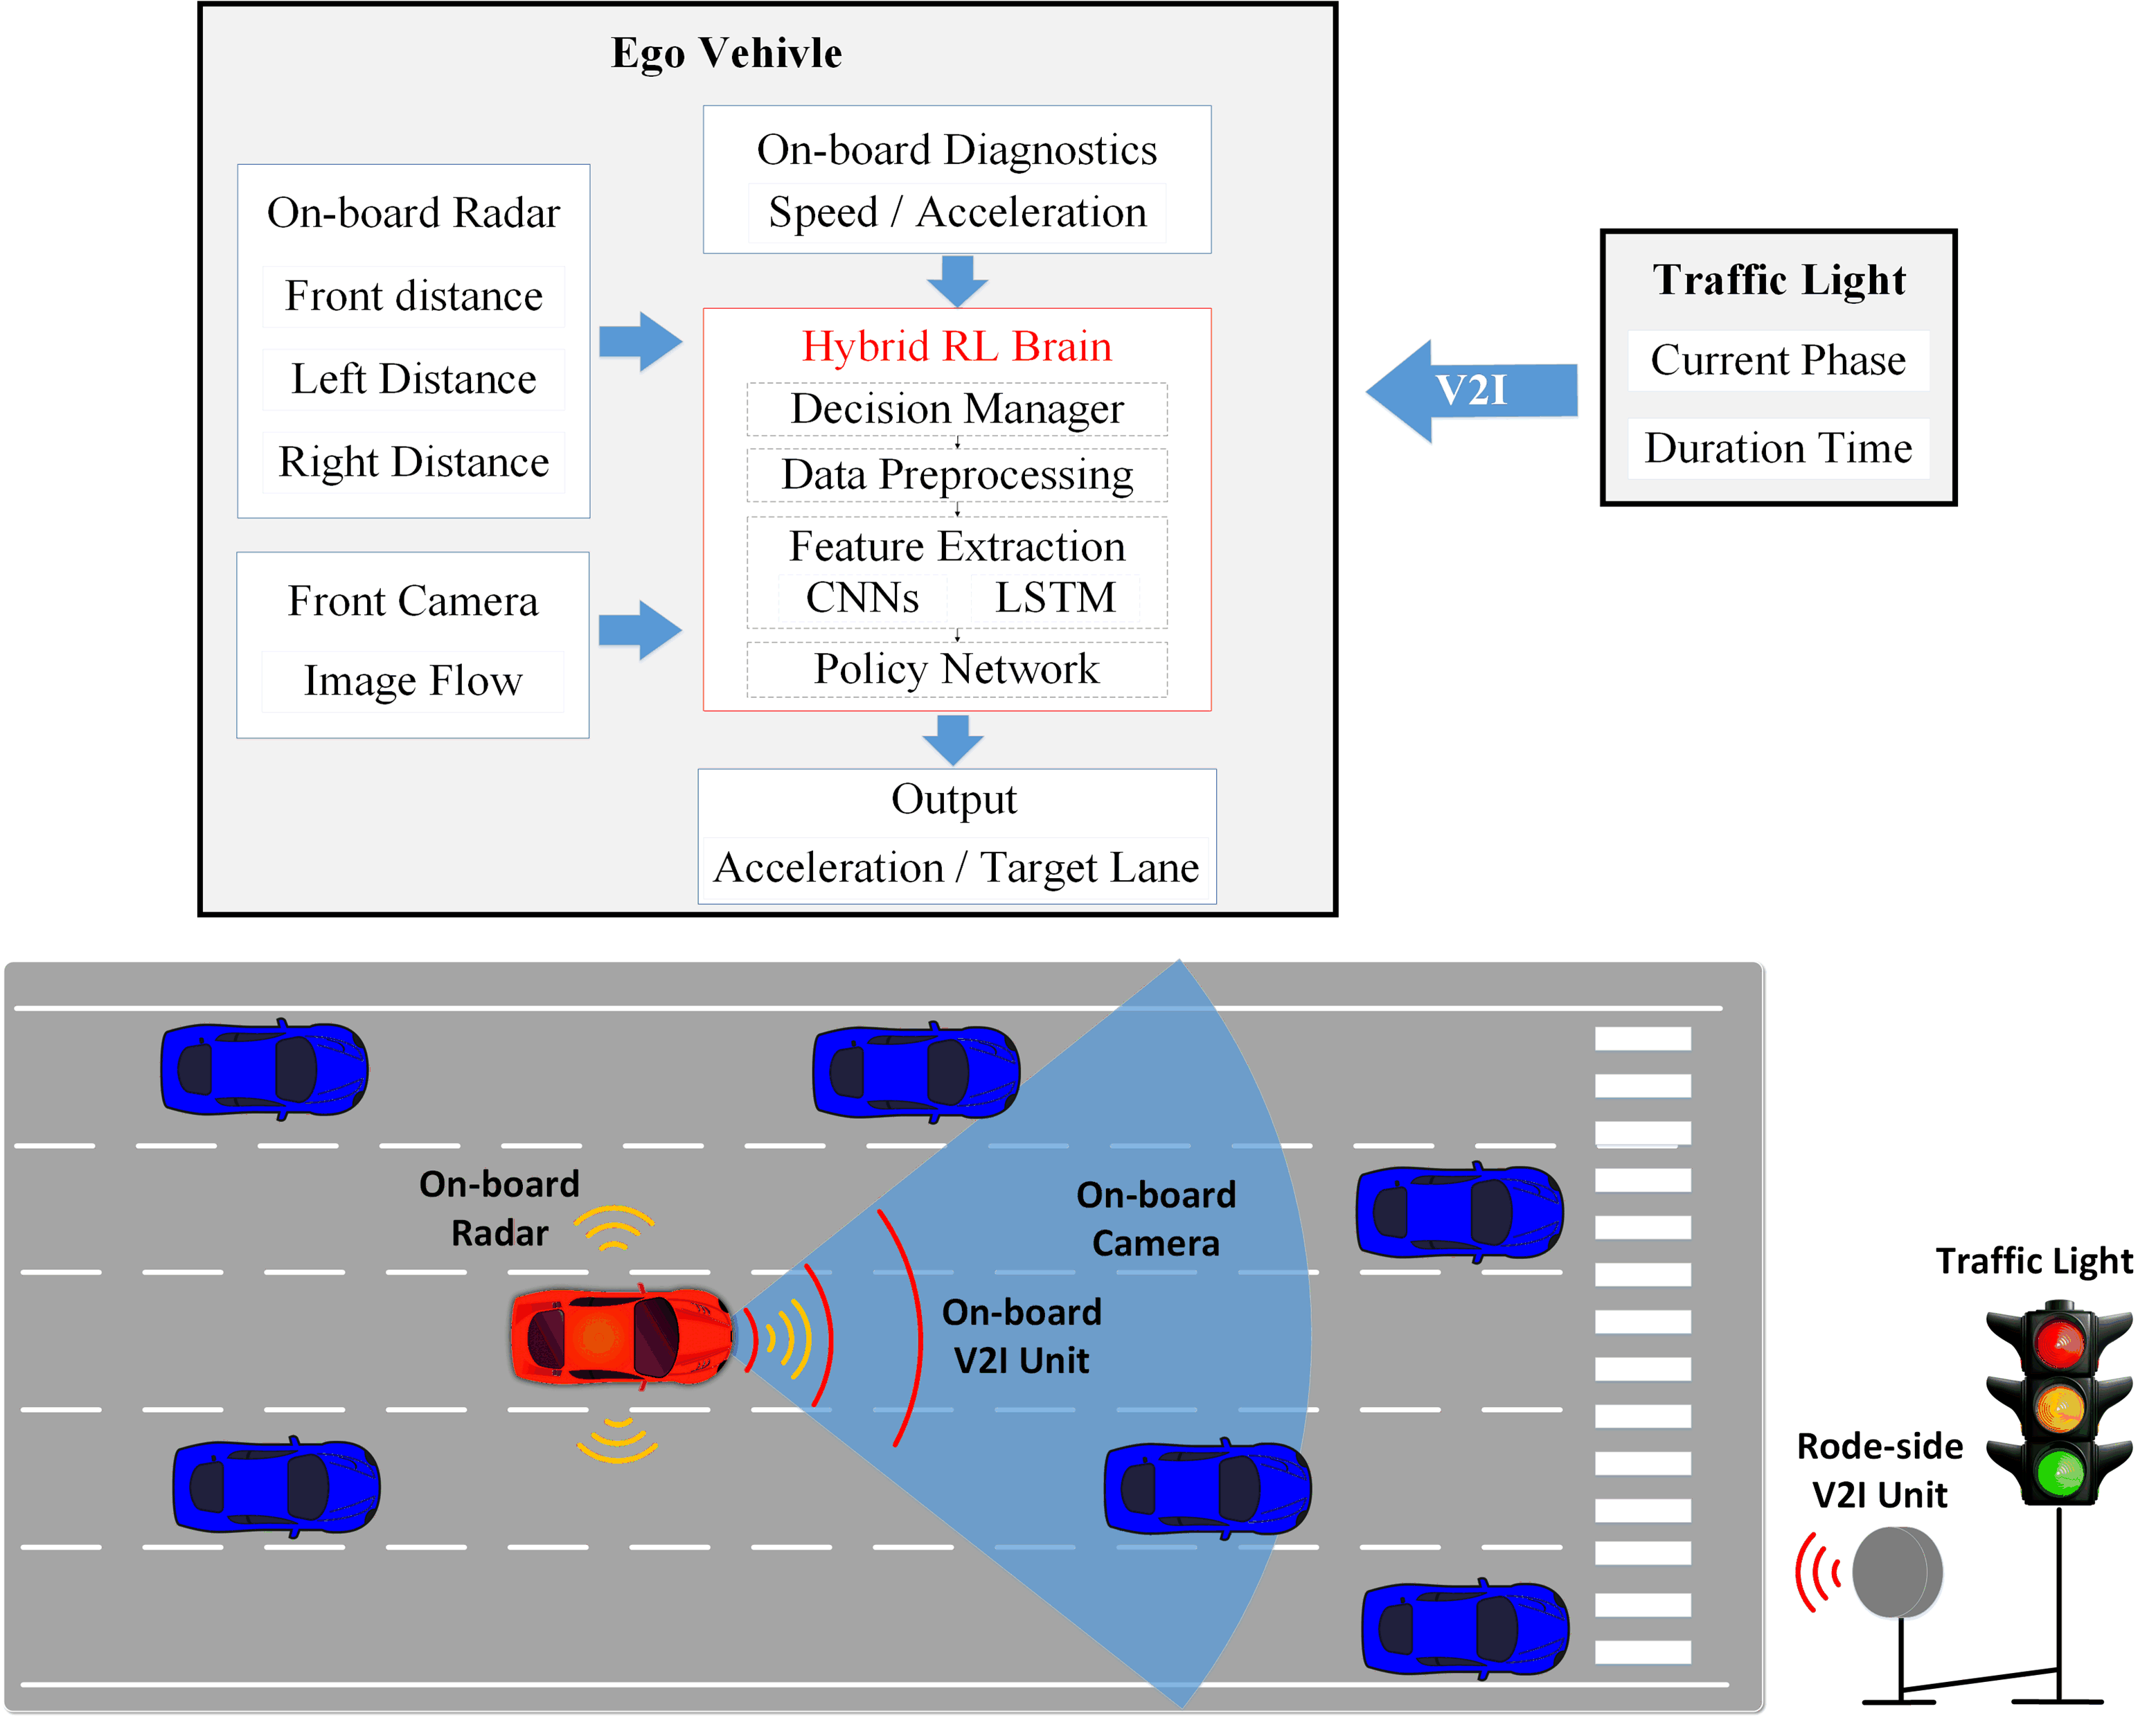 Ego Vehivle
On-board Diagnostics
Speed / Acceleration
On-board Radar
Front distance
Left Distance
Right Distance
Front Camera
Image Flow
Hybrid RL Brain
Decision Manager
Data Preprocessing
Feature Extraction
CNNs LSTM
Policy Network
Output
Acceleration / Target Lane
V2I
Traffic Light
Current Phase
Duration Time
On-board
Radar
On-board
Camera
On-board
V2I Unit
Traffic Light
Rode-side
V2I Unit